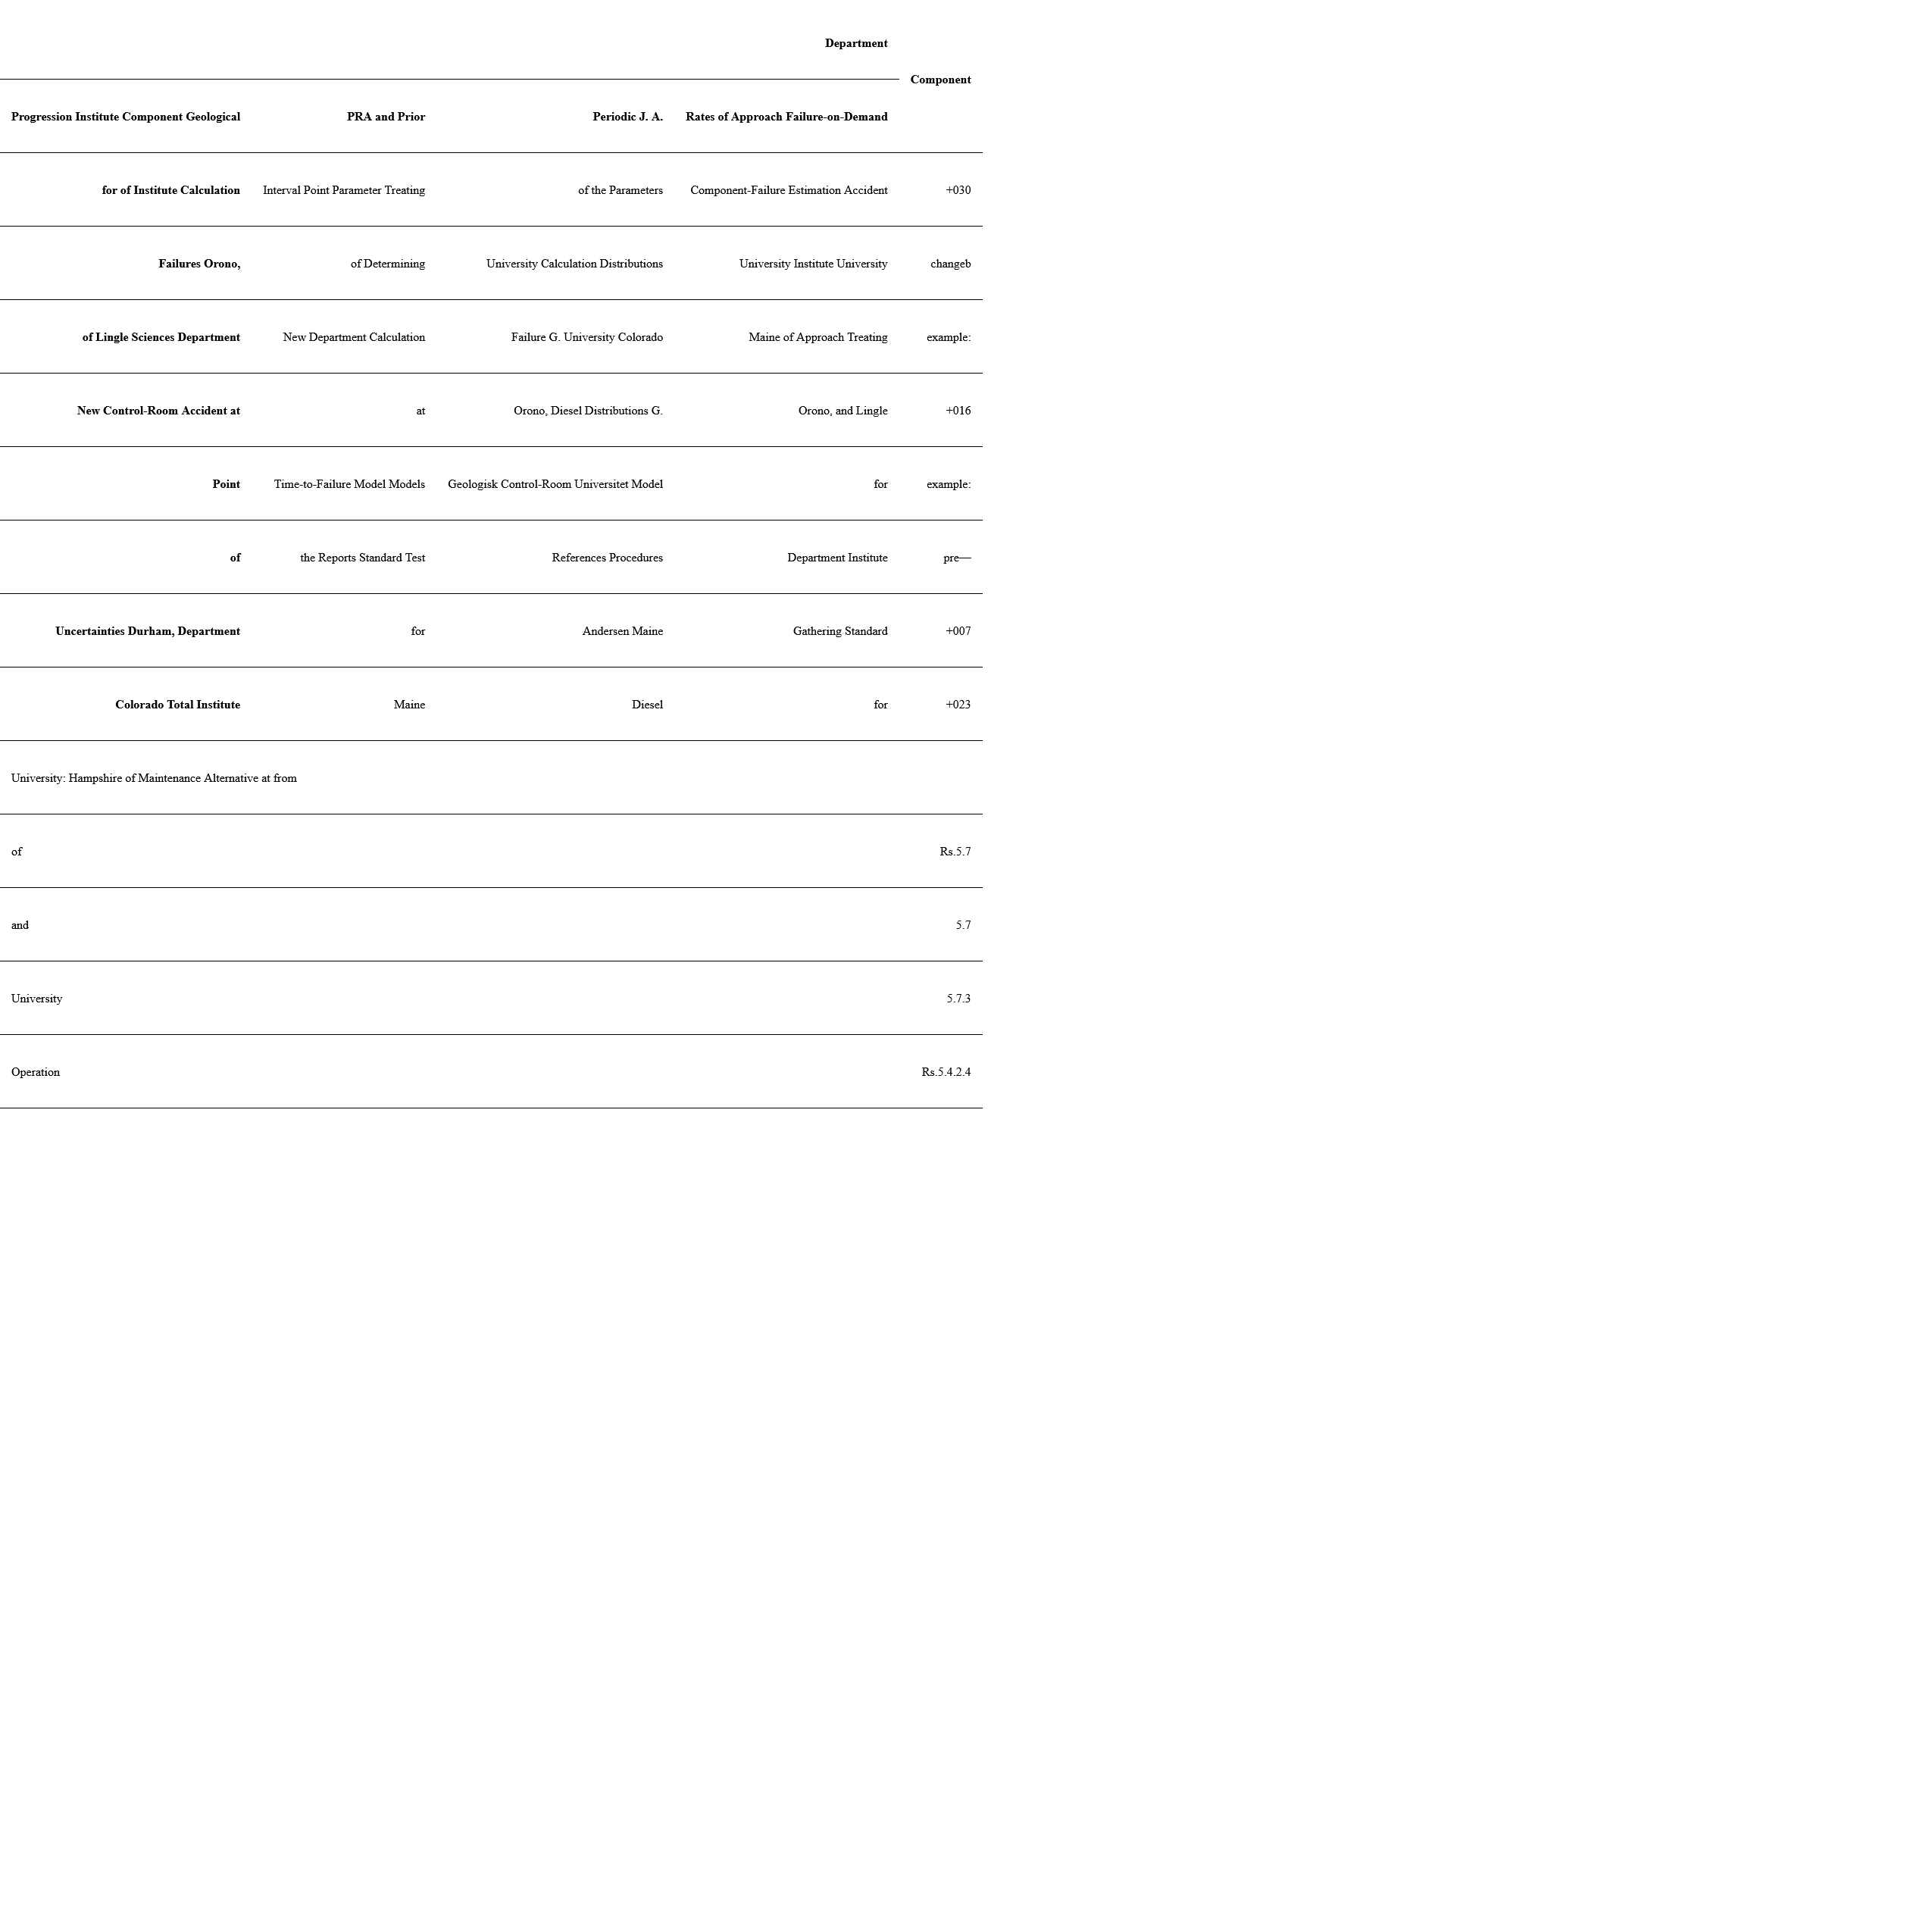 Department
Component
Progression Institute Component Geological PRA and Prior Periodic J. A. Rates of Approach Failure-on-Demand
for of Institute Calculation Interval Point Parameter Treating of the Parameters Component-Failure Estimation Accident +030
Failures Orono, of Determining University Calculation Distributions University Institute University changeb
of Lingle Sciences Department New Department Calculation Failure G. University Colorado Maine of Approach Treating example:
New Control-Room Accident at at Orono, Diesel Distributions G. Orono, and Lingle +016
Point Time-to-Failure Model Models Geologisk Control-Room Universitet Model for example:
of the Reports Standard Test References Procedures Department Institute pre—
Uncertainties Durham, Department for Andersen Maine Gathering Standard +007
Colorado Total Institute Maine Diesel for +023
University: Hampshire of Maintenance Alternative at from
of Rs.5.7
and 5.7
University 5.7.3
Operation Rs.5.4.2.4